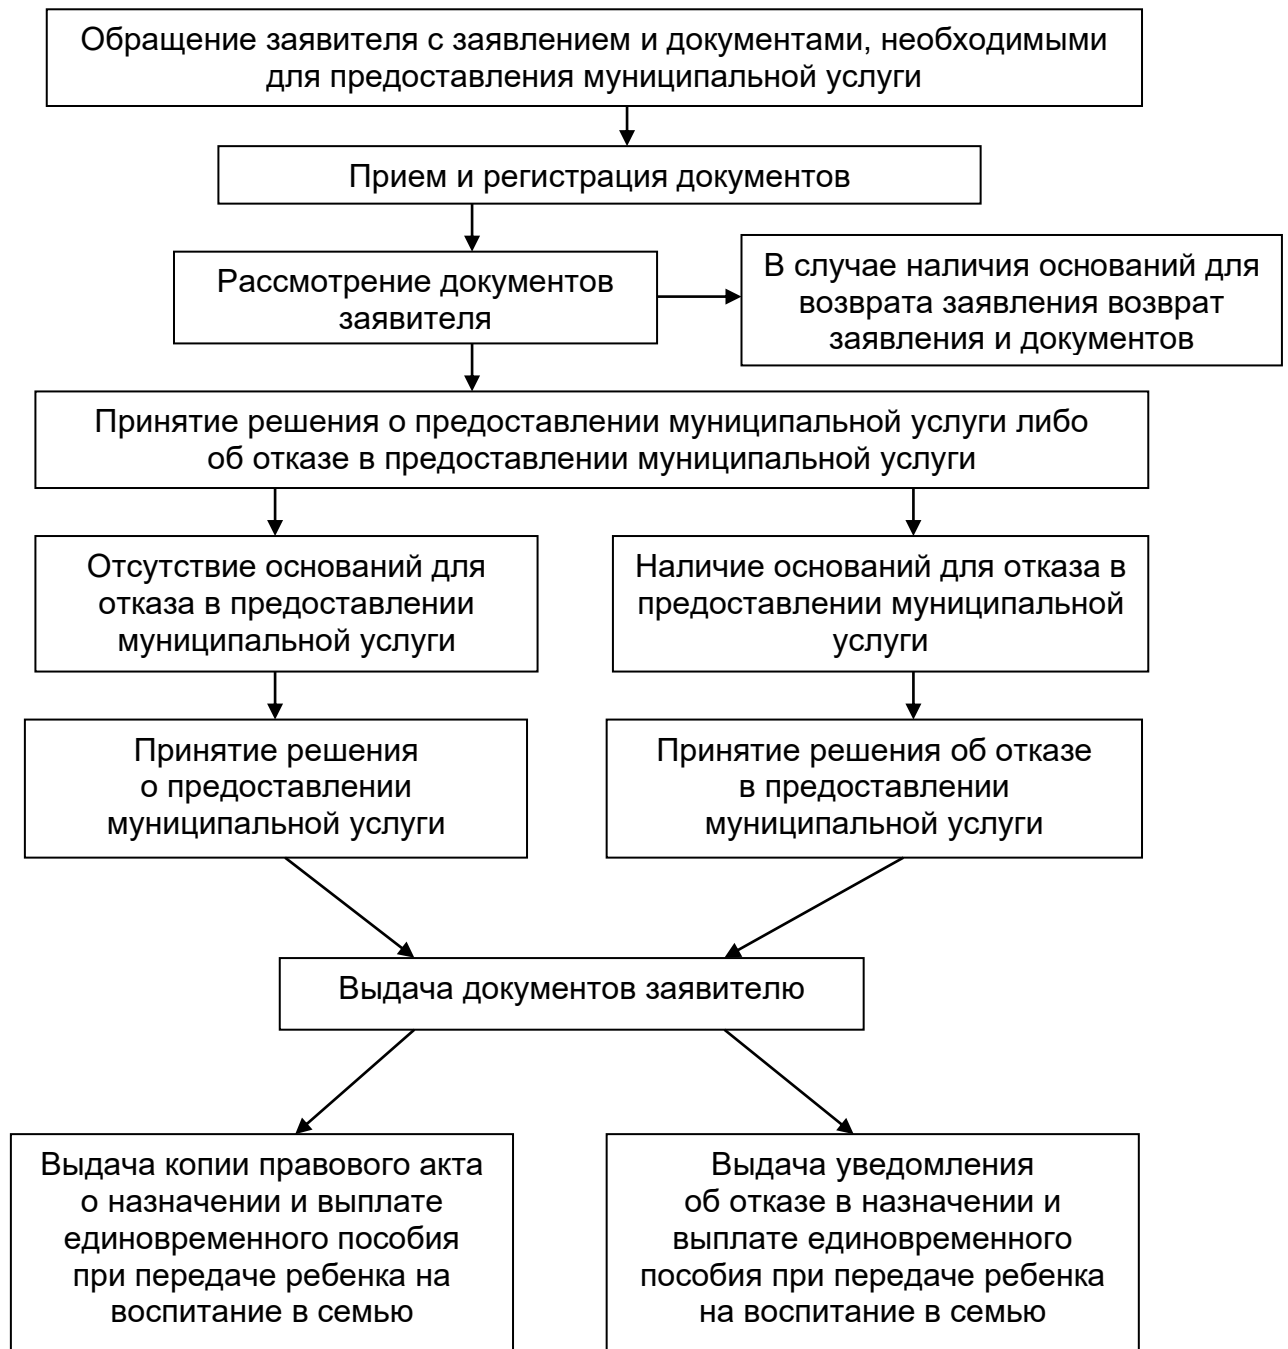 Обращение заявителя с заявлением и документами, необходимыми
для предоставления муниципальной услуги
Прием и регистрация документов
Рассмотрение документов
заявителя
В случае наличия оснований для
возврата заявления возврат
заявления и документов
Принятие решения о предоставлении муниципальной услуги либо
об отказе в предоставлении муниципальной услуги
Отсутствие оснований для
отказа в предоставлении
муниципальной услуги
Наличие оснований для отказа в
предоставлении муниципальной
услуги
Принятие решения
о предоставлении
муниципальной услуги
Принятие решения об отказе
в предоставлении
муниципальной услуги
Выдача документов заявителю
Выдача копии правового акта
о назначении и выплате
единовременного пособия
при передаче ребенка на
воспитание в семью
Выдача уведомления
об отказе в назначении и
выплате единовременного
пособия при передаче ребенка
на воспитание в семью